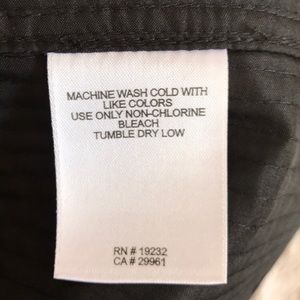 MACHINE WASH COLD WITH
LIKE COLORS
USE ONLY NON-CHLORINE
BLEACH
TUMBLE DRY LOW
RN # 19232
CA # 29961